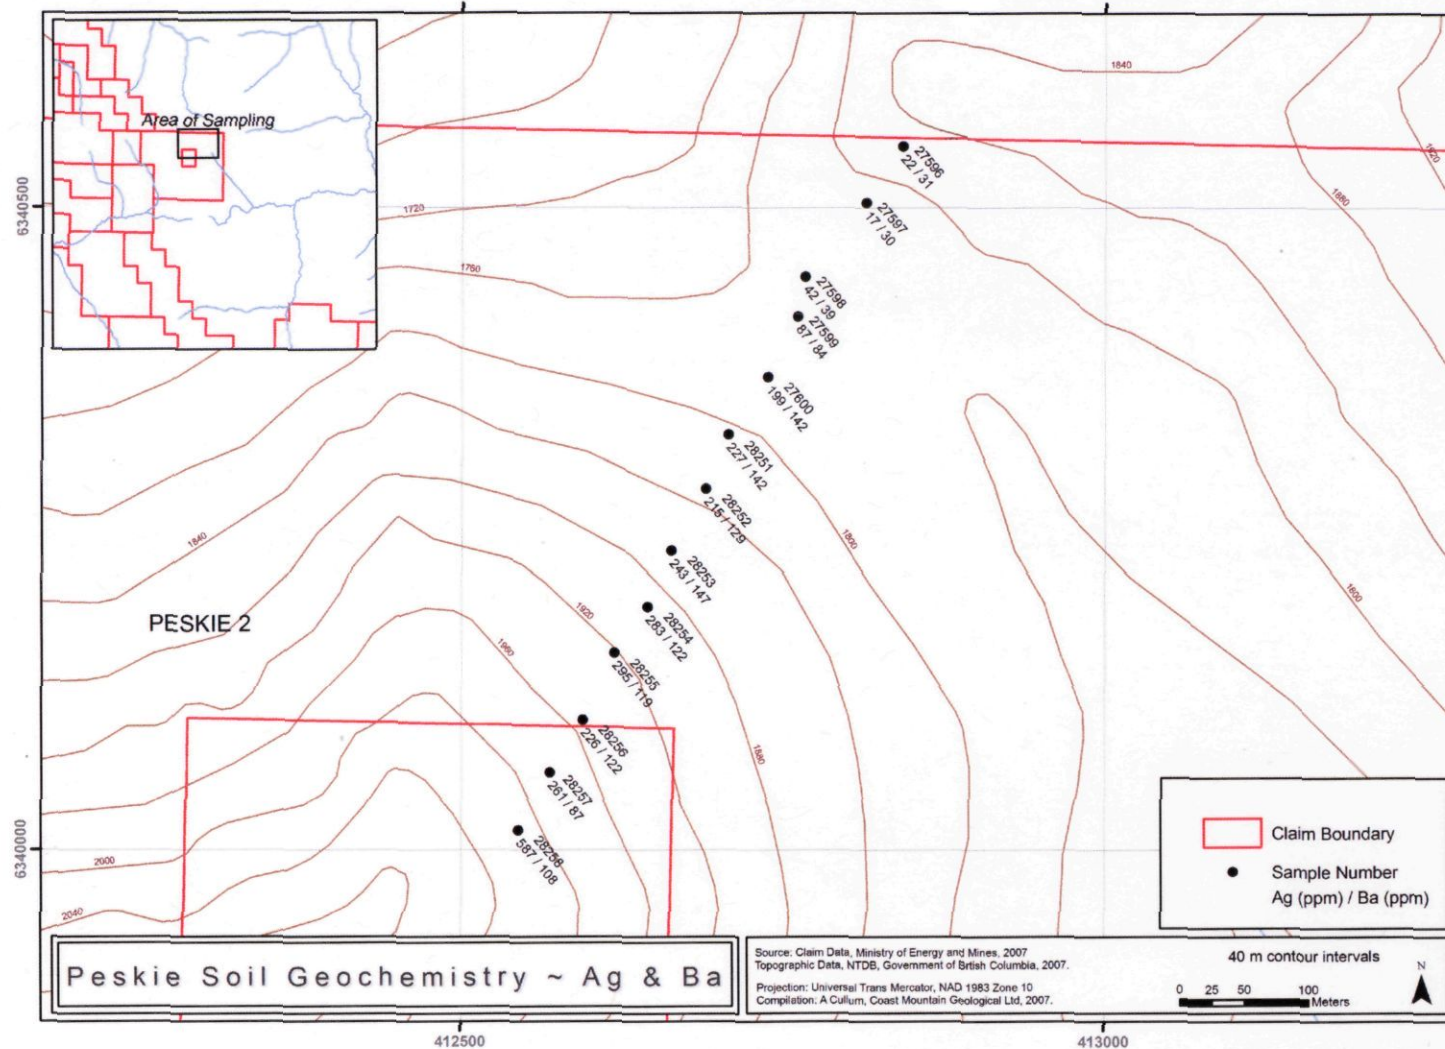 Area of Sampling
1840
1920
27596
22 / 31
1880
6340500
1720
27597
17 / 30
1760
27598
42 / 39
27599
87 / 84
27600
199 / 142
28251
227 / 142
28252
215 / 129
1840
1800
28253
243 / 147
1800
PESKIE 2
1920
28254
283 / 122
1960
28255
295 / 119
28256
226 / 122
1880
28257
261 / 87
28258
587 / 108
6340000
2000
2040
Claim Boundary
Sample Number
Ag (ppm) / Ba (ppm)
Peskie Soil Geochemistry ~ Ag & Ba
Source: Claim Data, Ministry of Energy and Mines, 2007
Topographic Data, NTDB, Government of British Columbia, 2007.
Projection: Universal Trans Mercator, NAD 1983 Zone 10
Compilation: A Cullum, Coast Mountain Geological Ltd, 2007.
40 m contour intervals
N
0 25 50 100
Meters
412500
413000